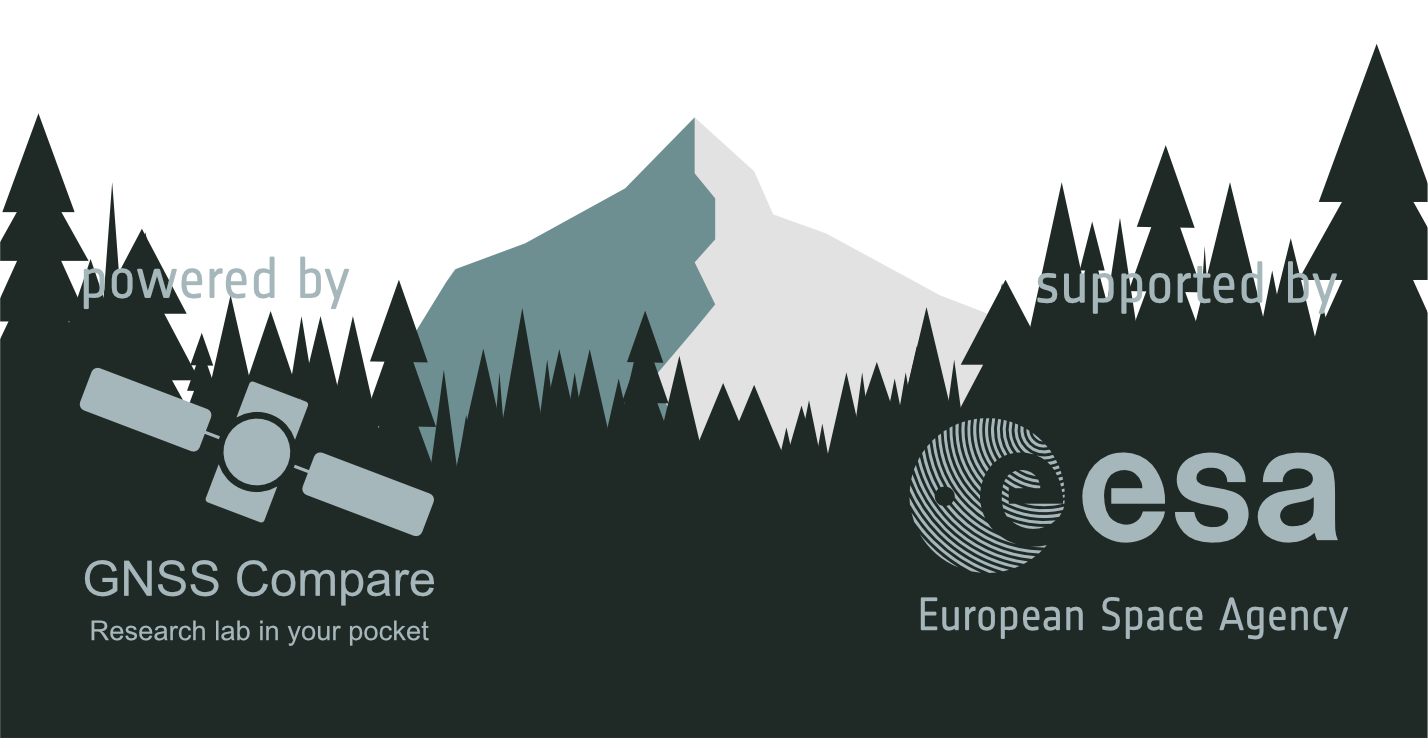 powered by
GNSS Compare
Research lab in your pocket
supported by
esa
European Space Agency